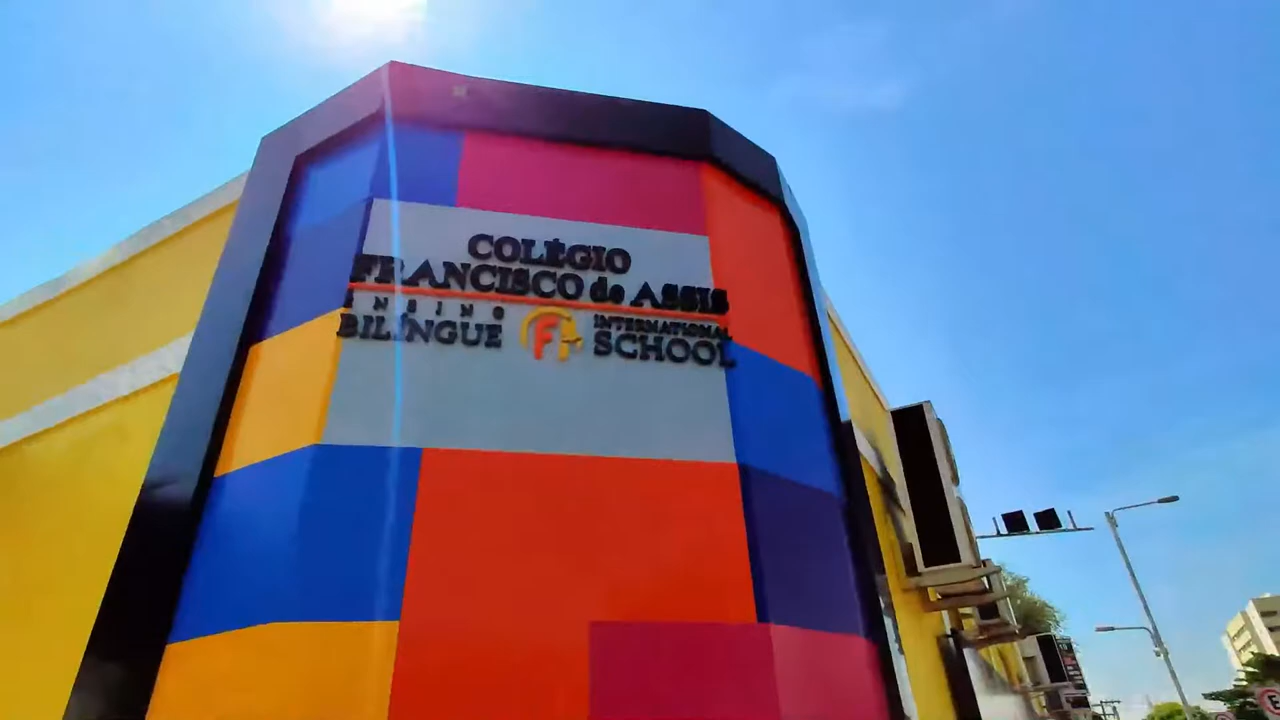 COLÉGIO
FRANCISCO de ASSIS
ENSINO
BILÍNGUE
F
INTERNATIONAL
SCHOOL